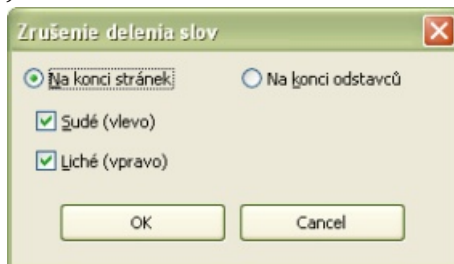 Zrušenie delenia slov
Na konci stránek Na konci odstavců
Sudé (vlevo)
Liché (vpravo)
OK Cancel